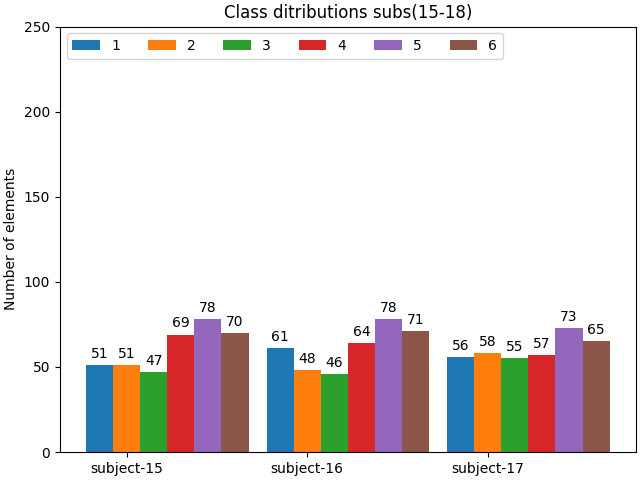 Class ditributions subs(15-18)
250
200
150
100
50
0
Number of elements
1 2 3 4 5 6
51 51 47 69 78 70
61 48 46 64 78 71
56 58 55 57 73 65
subject-15 subject-16 subject-17